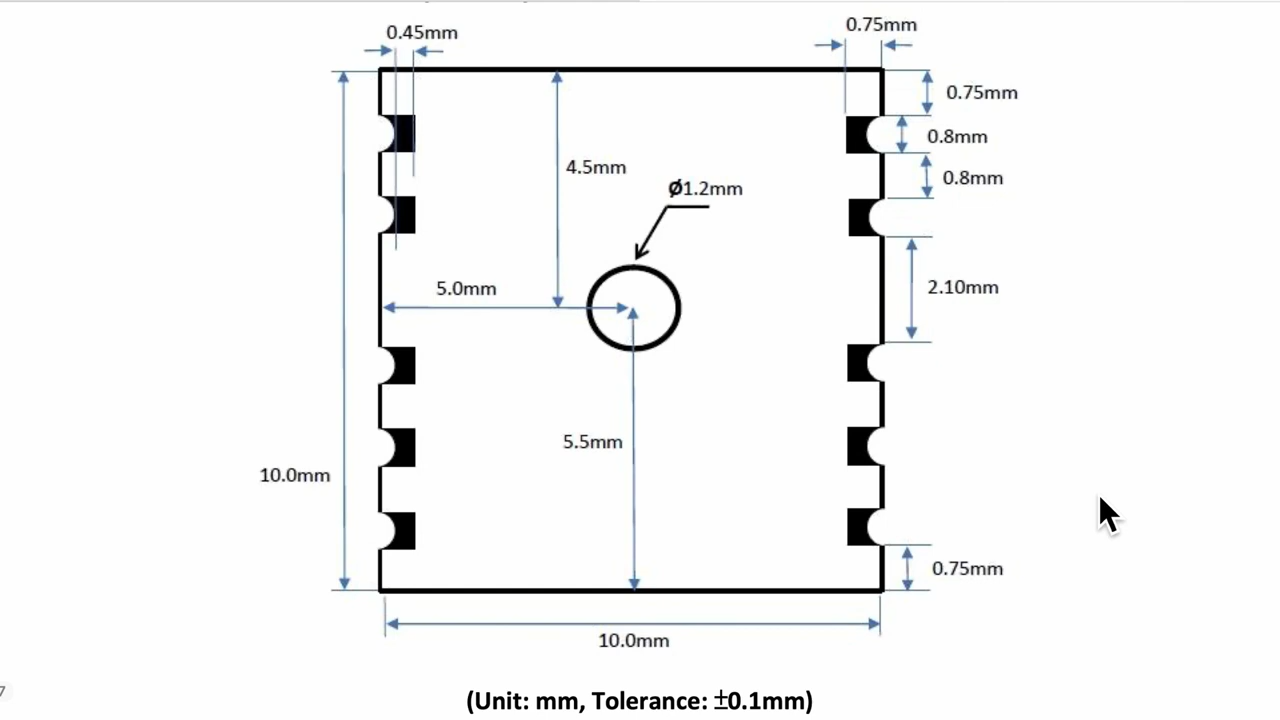 0.45mm
0.75mm
0.75mm
0.8mm
4.5mm
0.8mm
Ø1.2mm
5.0mm
2.10mm
5.5mm
10.0mm
0.75mm
10.0mm
7
(Unit: mm, Tolerance: ±0.1mm)